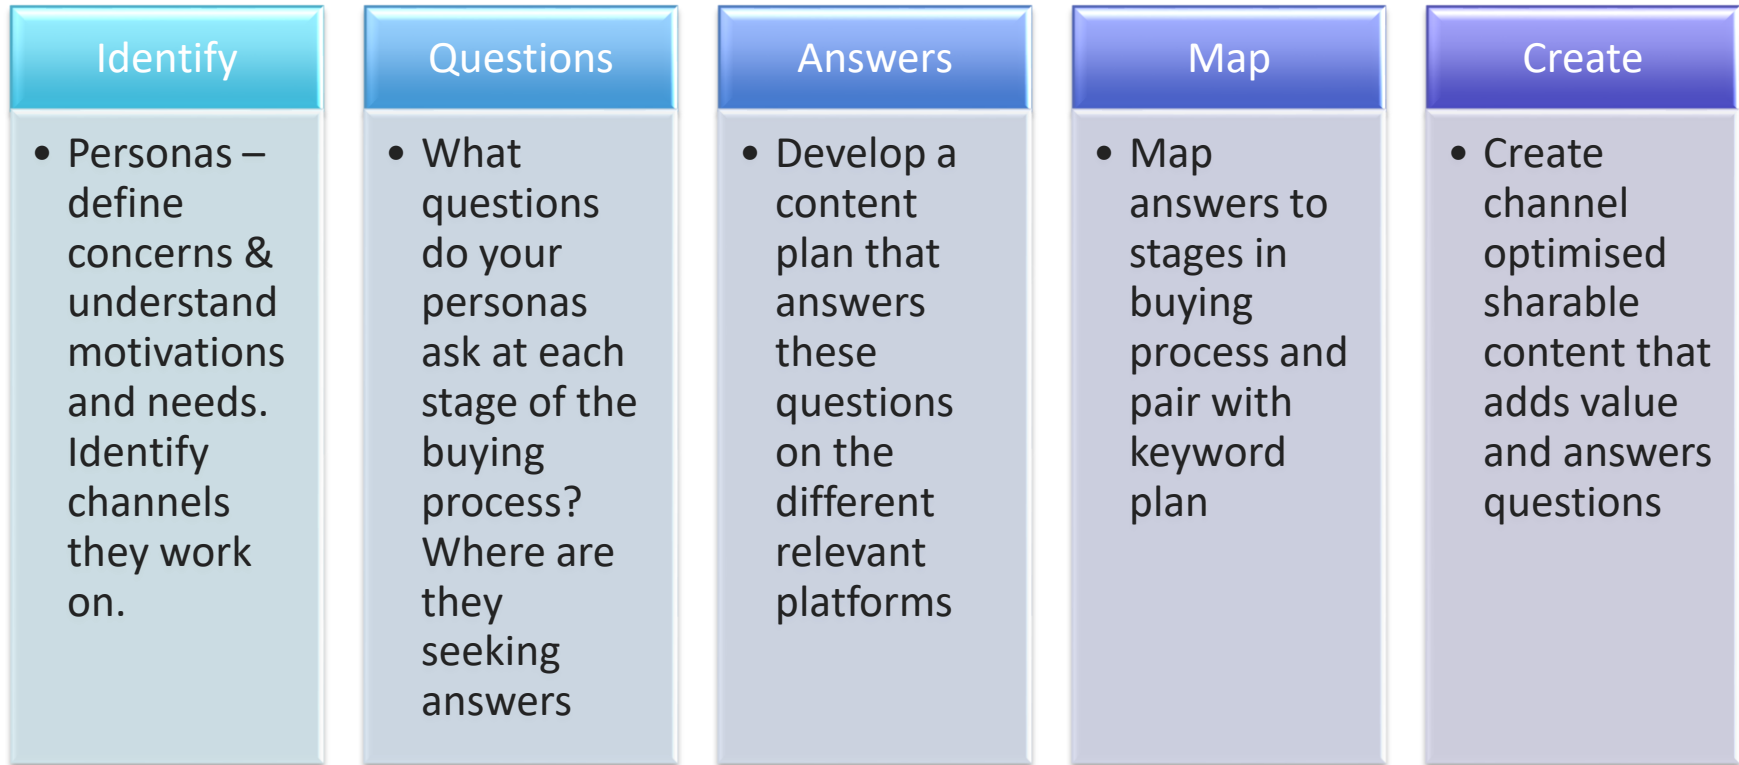 Identify
• Personas –
define
concerns &
understand
motivations
and needs.
Identify
channels
they work
on.
Questions
• What
questions
do your
personas
ask at each
stage of the
buying
process?
Where are
they
seeking
answers
Answers
• Develop a
content
plan that
answers
these
questions
on the
different
relevant
platforms
Map
• Map
answers to
stages in
buying
process and
pair with
keyword
plan
Create
• Create
channel
optimised
sharable
content that
adds value
and answers
questions